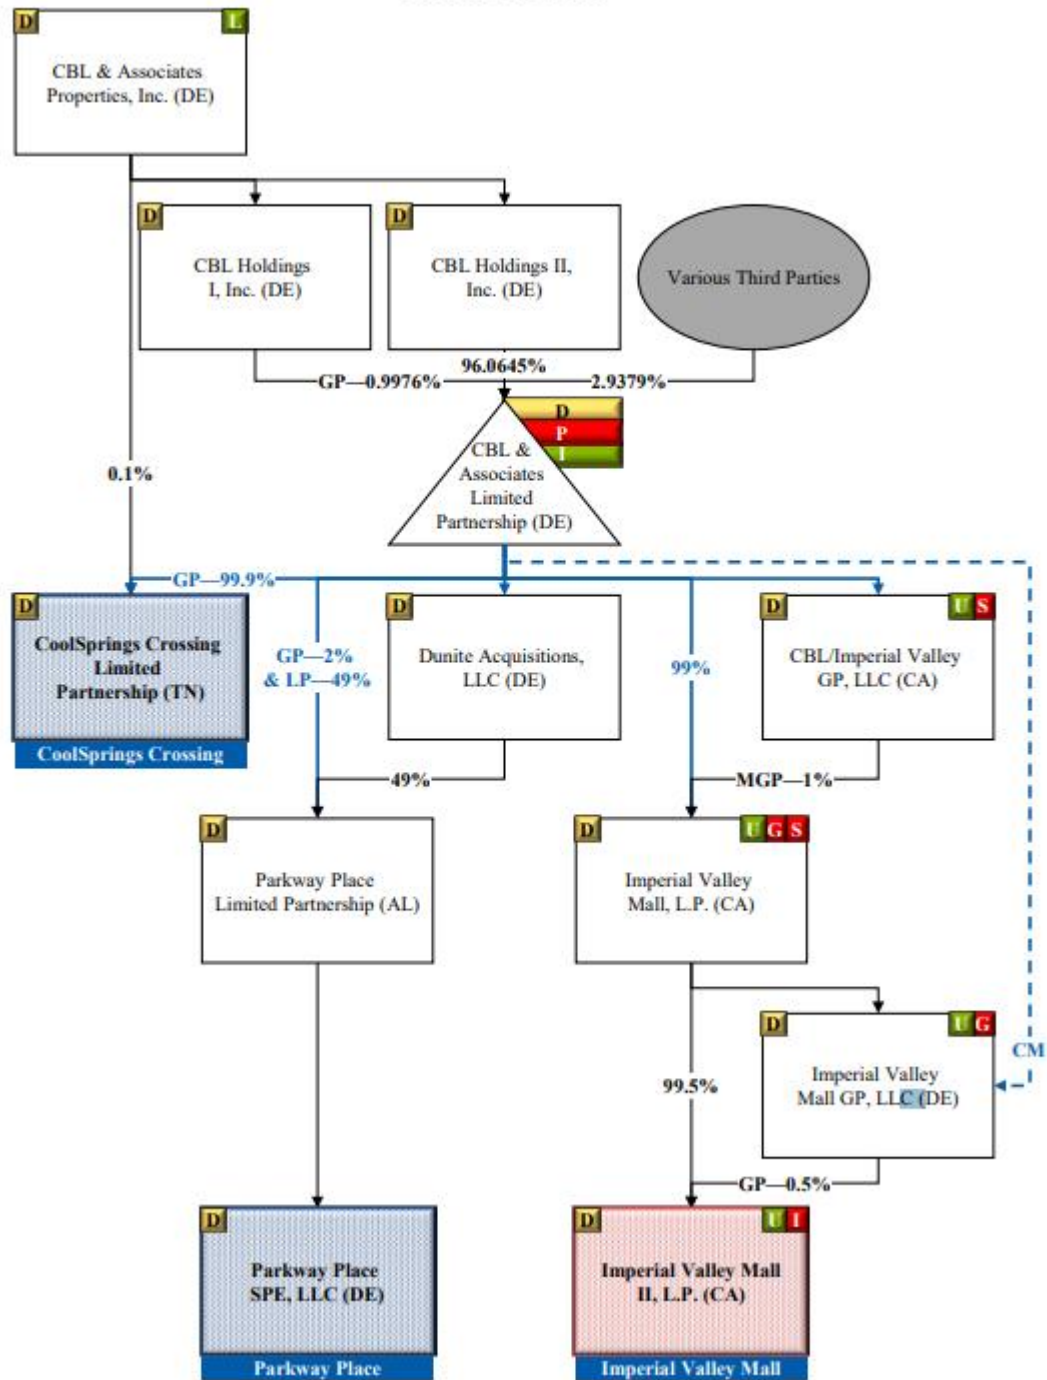 D L
CBL & Associates
Properties, Inc. (DE)
D
CBL Holdings
I, Inc. (DE)
D
CBL Holdings II,
Inc. (DE)
Various Third Parties
GP—0.9976%
96.0645%
2.9379%
D
P
I
CBL &
Associates
Limited
Partnership (DE)
0.1%
GP—99.9%
D
CoolSprings Crossing
Limited
Partnership (TN)
CoolSprings Crossing
GP—2%
& LP—49%
D
Dunite Acquisitions,
LLC (DE)
99%
D U S
CBL/Imperial Valley
GP, LLC (CA)
49%
MGP—1%
D
Parkway Place
Limited Partnership (AL)
D U G S
Imperial Valley
Mall, L.P. (CA)
D U G
Imperial Valley
Mall GP, LLC (DE)
CM
99.5%
GP—0.5%
D
Parkway Place
SPE, LLC (DE)
Parkway Place
D U I
Imperial Valley Mall
II, L.P. (CA)
Imperial Valley Mall